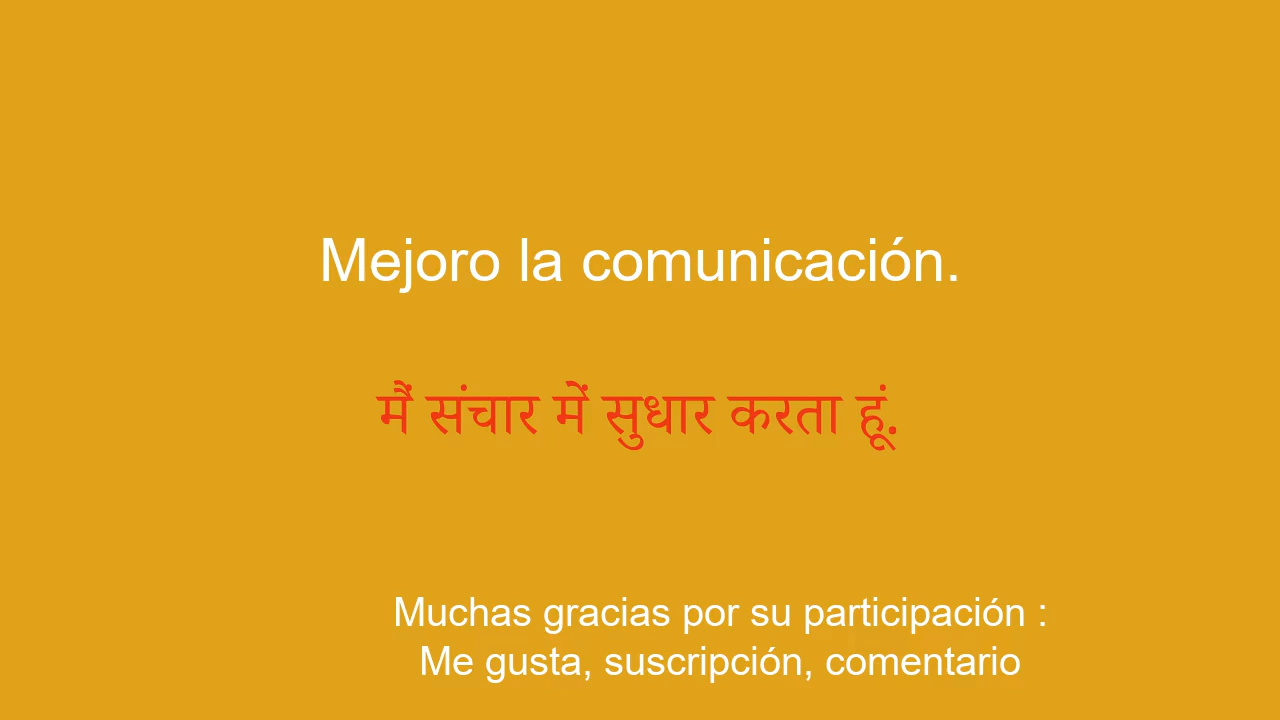 Mejoro la comunicación.
मैं संचार में सुधार करता हूं.
Muchas gracias por su participación :
Me gusta, suscripción, comentario